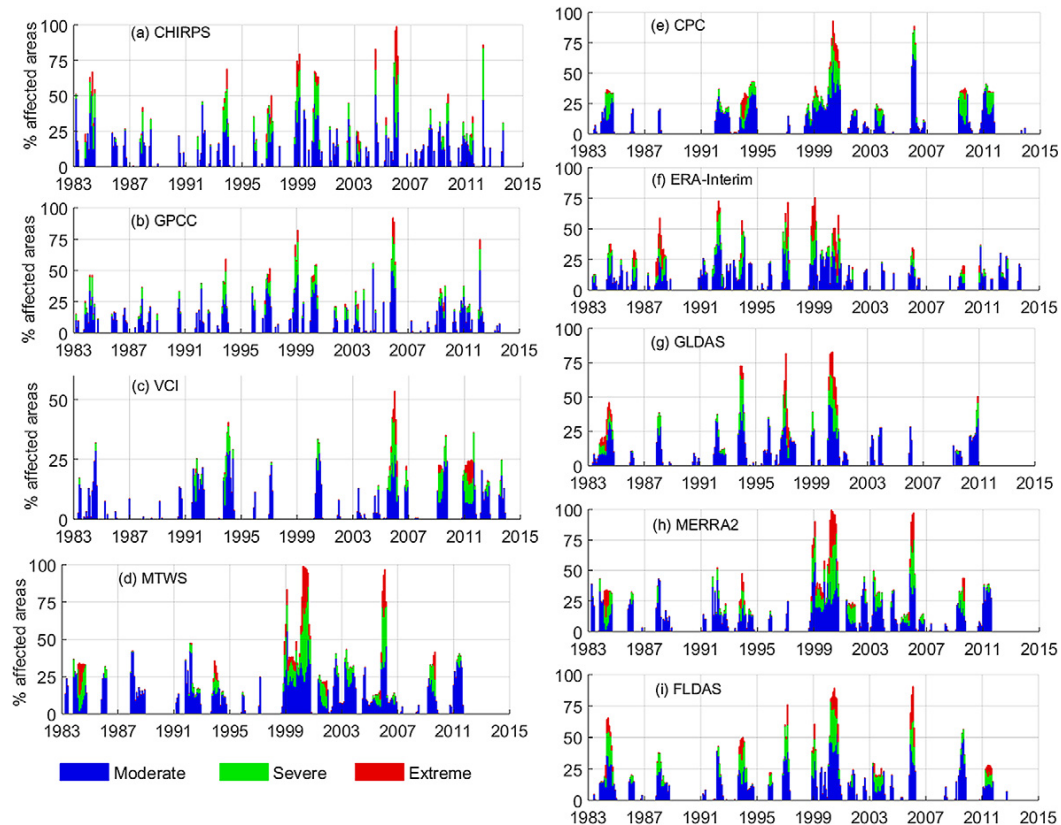 (a) CHIRPS
% affected areas
100
75
50
25
0
1983 1987 1991 1995 1999 2003 2007 2011 2015
(b) GPCC
% affected areas
100
75
50
25
0
1983 1987 1991 1995 1999 2003 2007 2011 2015
(c) VCI
% affected areas
50
25
0
1983 1987 1991 1995 1999 2003 2007 2011 2015
(d) MTWS
% affected areas
100
75
50
25
0
1983 1987 1991 1995 1999 2003 2007 2011 2015
Moderate Severe Extreme
(e) CPC
100
75
50
25
0
1983 1987 1991 1995 1999 2003 2007 2011 2015
(f) ERA-Interim
100
75
50
25
0
1983 1987 1991 1995 1999 2003 2007 2011 2015
(g) GLDAS
100
75
50
25
0
1983 1987 1991 1995 1999 2003 2007 2011 2015
(h) MERRA2
100
75
50
25
0
1983 1987 1991 1995 1999 2003 2007 2011 2015
(i) FLDAS
100
75
50
25
0
1983 1987 1991 1995 1999 2003 2007 2011 2015